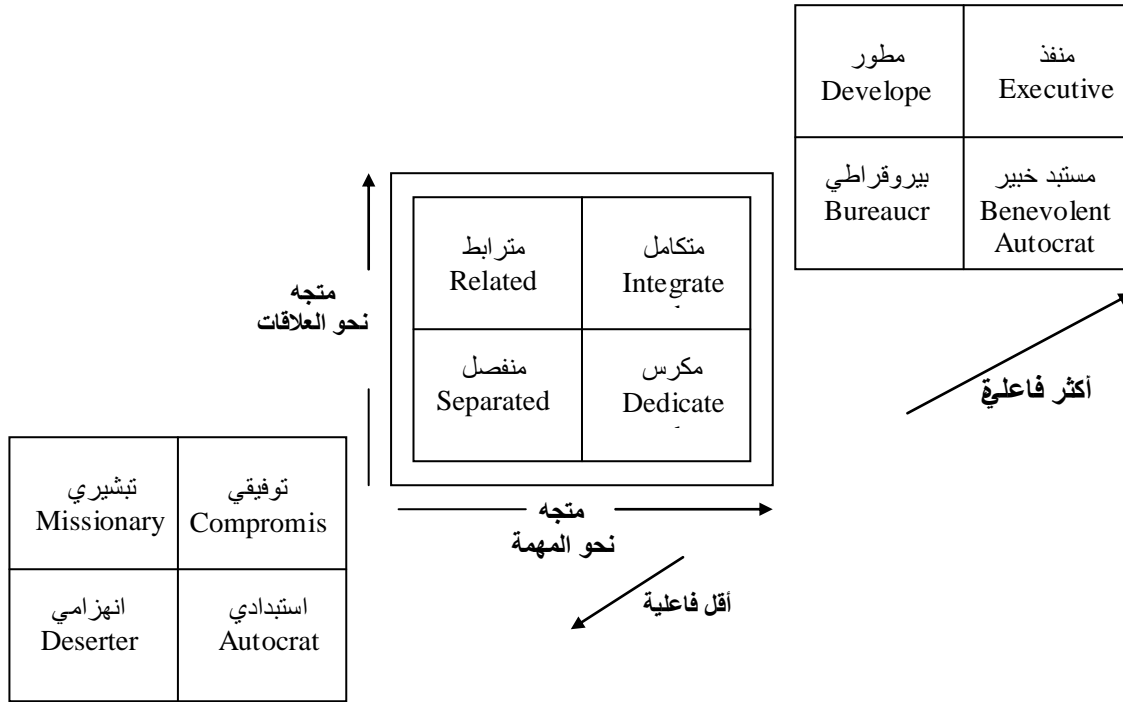 مطور
Develope
منفذ
Executive
بيروقراطي
Bureaucr
مستبد خبير
Benevolent
Autocrat
مترابط
Related
متكامل
Integrate
منفصل
Separated
مكرس
Dedicate
متجه
نحو العلاقات
متجه
نحو المهمة
أكثر فاعلية
أقل فاعلية
تبشيري
Missionary
توفيقي
Compromis
انهزامي
Deserter
استبدادي
Autocrat